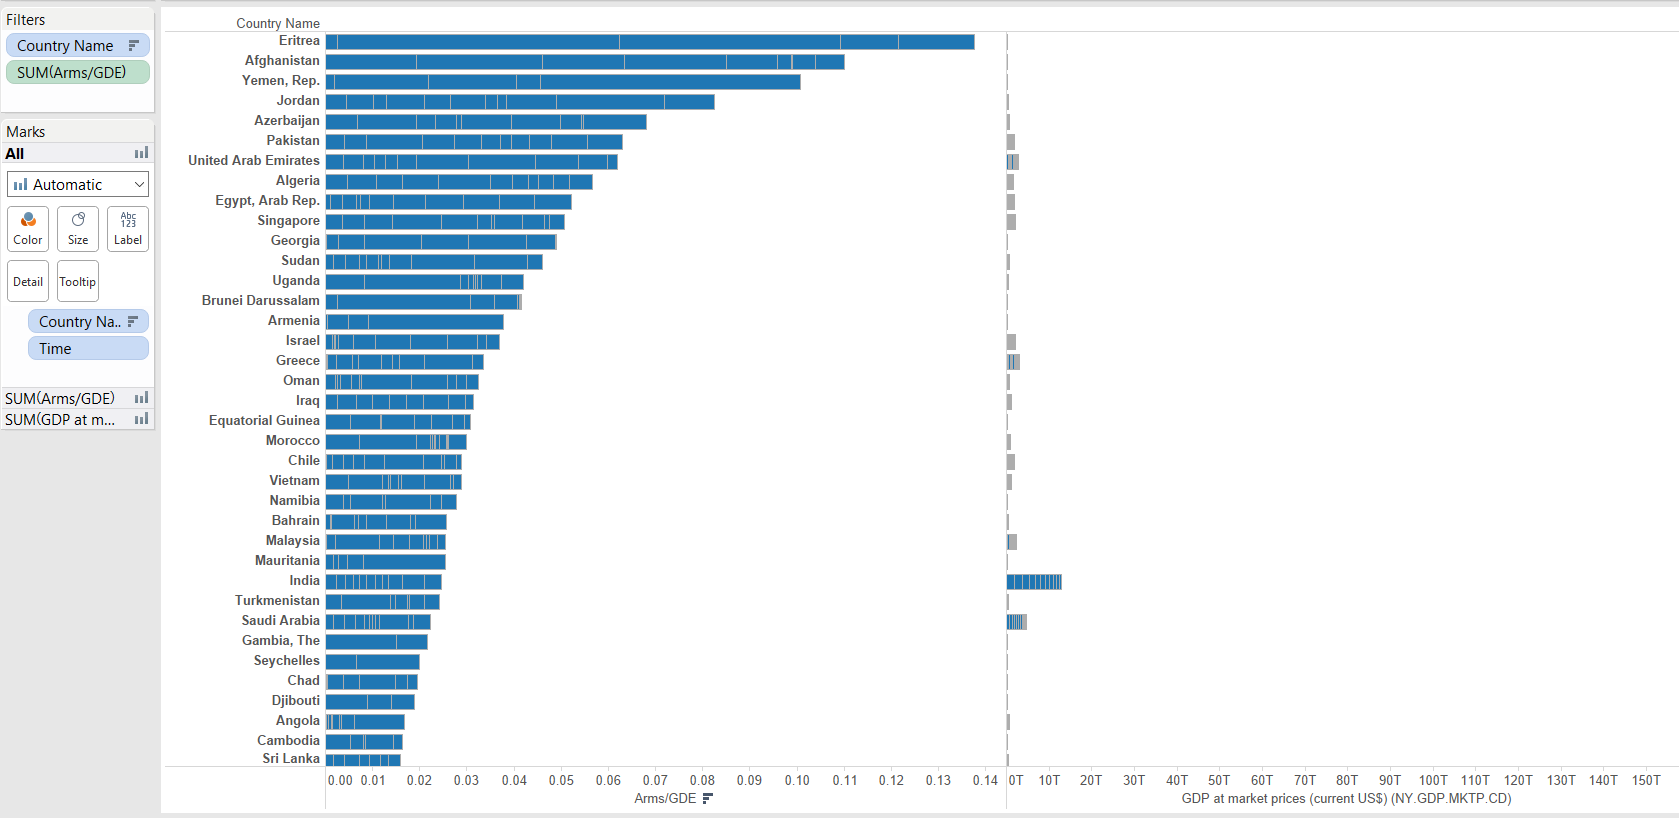 Filters
Country Name
SUM(Arms/GDE)
Marks
All
Automatic
Color
Size
Abc
123
Label
Detail
Tooltip
Country Na..
Time
SUM(Arms/GDE)
SUM(GDP at m...
Country Name
Eritrea
Afghanistan
Yemen, Rep.
Jordan
Azerbaijan
Pakistan
United Arab Emirates
Algeria
Egypt, Arab Rep.
Singapore
Georgia
Sudan
Uganda
Brunei Darussalam
Armenia
Israel
Greece
Oman
Iraq
Equatorial Guinea
Morocco
Chile
Vietnam
Namibia
Bahrain
Malaysia
Mauritania
India
Turkmenistan
Saudi Arabia
Gambia, The
Seychelles
Chad
Djibouti
Angola
Cambodia
Sri Lanka
0.00 0.01 0.02 0.03 0.04 0.05 0.06 0.07 0.08 0.09 0.10 0.11 0.12 0.13 0.14
Arms/GDE
0T 10T 20T 30T 40T 50T 60T 70T 80T 90T 100T 110T 120T 130T 140T 150T
GDP at market prices (current US$) (NY.GDP.MKTP.CD)